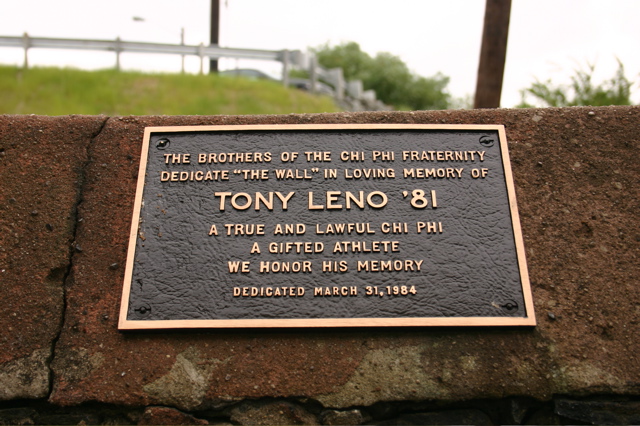 THE BROTHERS OF THE CHI PHI FRATERNITY
DEDICATE "THE WALL" IN LOVING MEMORY OF
TONY LENO '81
A TRUE AND LAWFUL CHI PHI
A GIFTED ATHLETE
WE HONOR HIS MEMORY
DEDICATED MARCH 31, 1984